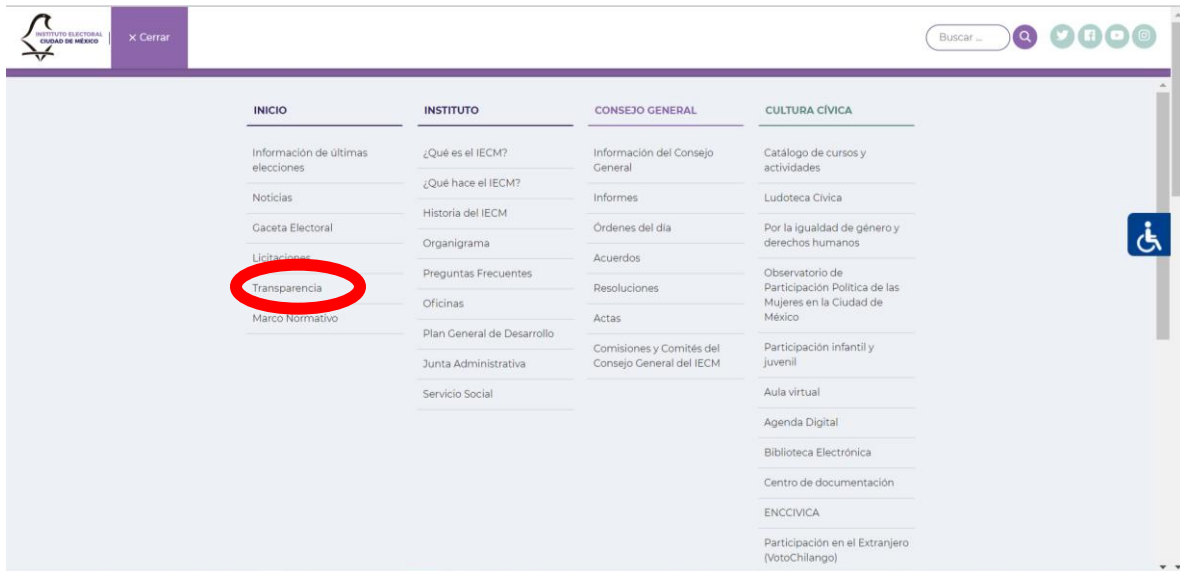 INSTITUTO ELECTORAL
CIUDAD DE MÉXICO
× Cerrar
Buscar ...
INICIO
Información de últimas
elecciones
Noticias
Gaceta Electoral
Licitaciones
Transparencia
Marco Normativo
INSTITUTO
¿Qué es el IECM?
¿Qué hace el IECM?
Historia del IECM
Organigrama
Preguntas Frecuentes
Oficinas
Plan General de Desarrollo
Junta Administrativa
Servicio Social
CONSEJO GENERAL
Información del Consejo
General
Informes
Órdenes del día
Acuerdos
Resoluciones
Actas
Comisiones y Comités del
Consejo General del IECM
CULTURA CÍVICA
Catálogo de cursos y
actividades
Ludoteca Cívica
Por la igualdad de género y
derechos humanos
Observatorio de
Participación Política de las
Mujeres en la Ciudad de
México
Participación infantil y
juvenil
Aula virtual
Agenda Digital
Biblioteca Electrónica
Centro de documentación
ENCCIVICA
Participación en el Extranjero
(VotoChilango)